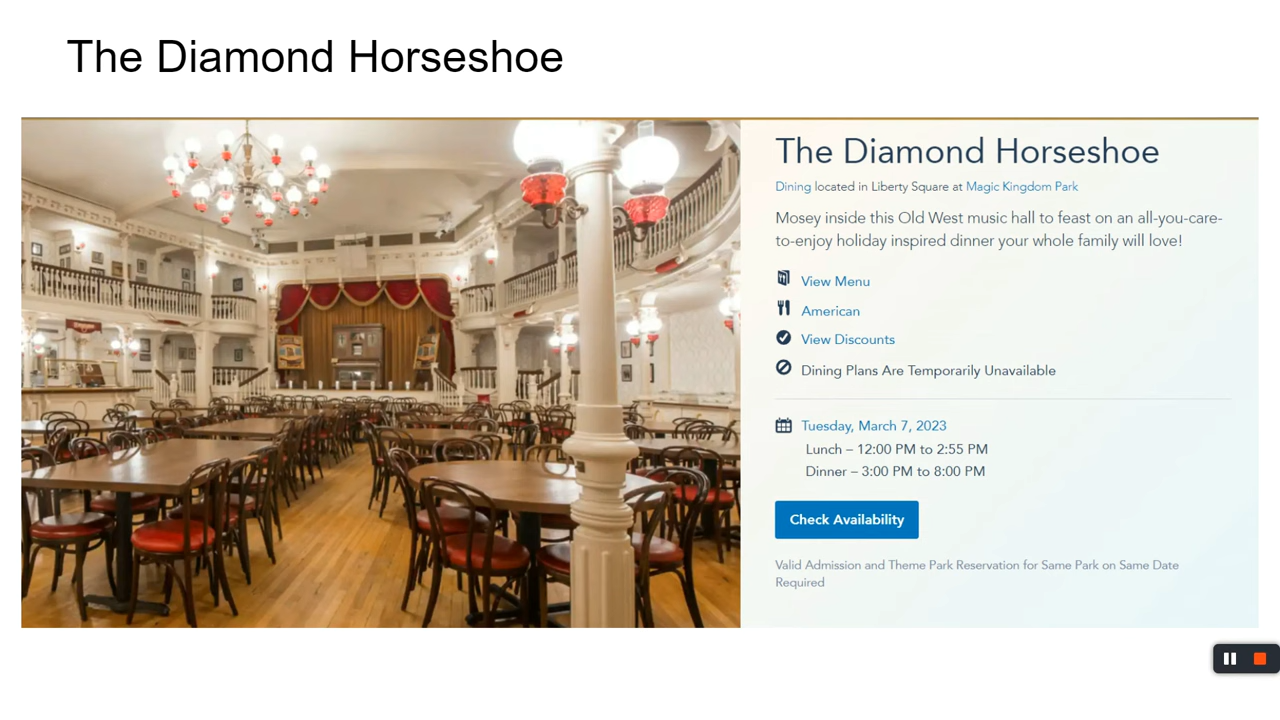 The Diamond Horseshoe
The Diamond Horseshoe
Dining located in Liberty Square at Magic Kingdom Park
Mosey inside this Old West music hall to feast on an all-you-care-
to-enjoy holiday inspired dinner your whole family will love!
View Menu
American
View Discounts
Dining Plans Are Temporarily Unavailable
Tuesday, March 7, 2023
Lunch – 12:00 PM to 2:55 PM
Dinner – 3:00 PM to 8:00 PM
Check Availability
Valid Admission and Theme Park Reservation for Same Park on Same Date
Required